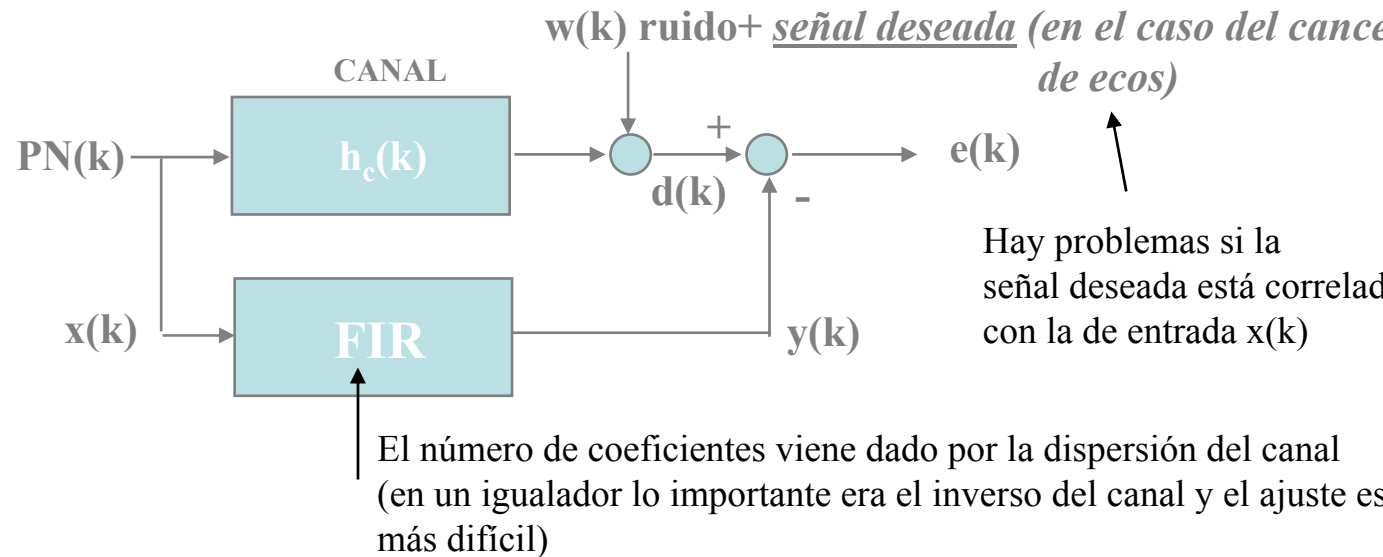 w(k) ruido+ señal deseada (en el caso del
de ecos)
CANAL
PN(k)
h_c(k)
+
e(k)
d(k)
-
Hay problemas si la
señal deseada está
con la de entrada x(k)
x(k)
FIR
y(k)
El número de coeficientes viene dado por la dispersión del canal
(en un igualador lo importante era el inverso del canal y el ajuste es
más difícil)